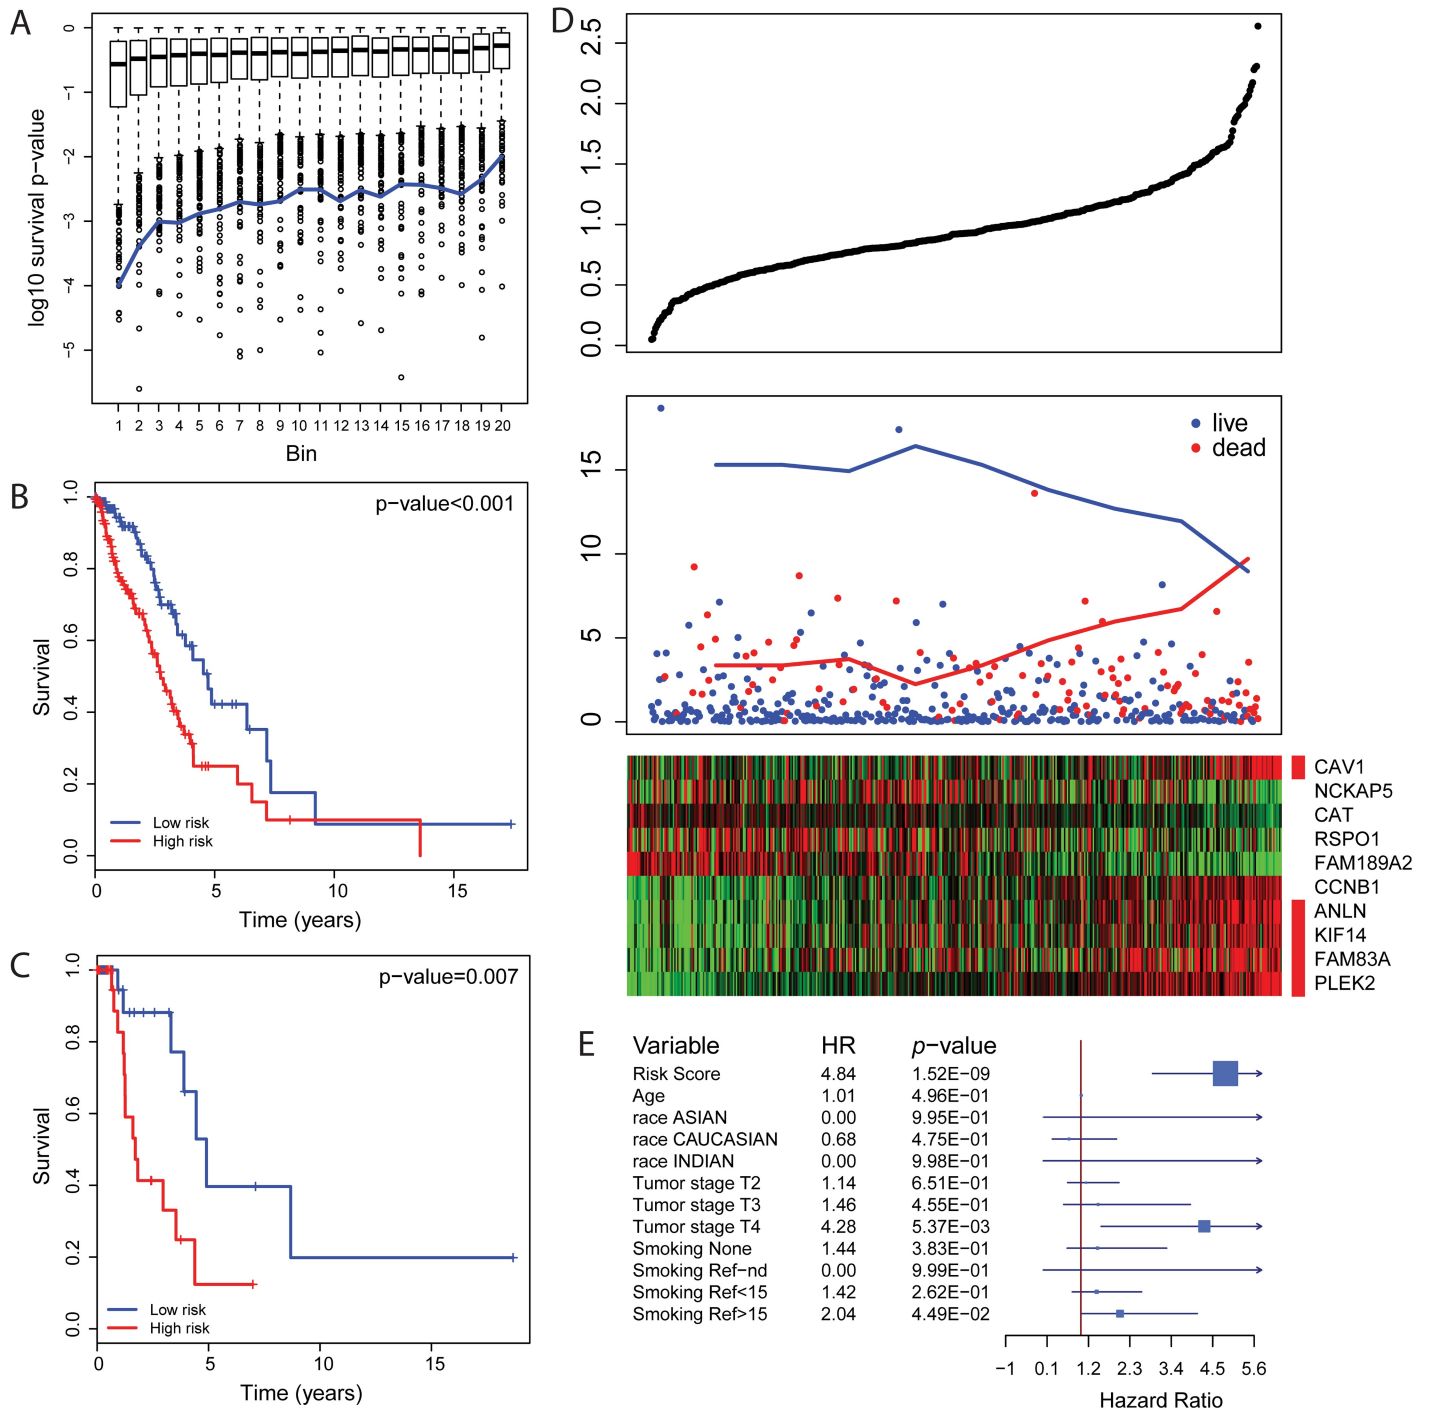 A
log10 survival p−value
0
−1
−2
−3
−4
−5
1 2 3 4 5 6 7 8 9 10 11 12 13 14 15 16 17 18 19 20
Bin
B
Survival
1.0
0.8
0.6
0.4
0.2
0.0
p−value<0.001
Low risk
High risk
0 5 10 15
Time (years)
C
Survival
1.0
0.8
0.6
0.4
0.2
0.0
p−value=0.007
Low risk
High risk
0 5 10 15
Time (years)
D
2.5
2.0
1.5
1.0
0.5
0.0
15
10
5
0
live
dead
CAV1
NCKAP5
CAT
RSPO1
FAM189A2
CCNB1
ANLN
KIF14
FAM83A
PLEK2
E
Variable HR p−value
Risk Score 4.84 1.52E−09
Age 1.01 4.96E−01
race ASIAN 0.00 9.95E−01
race CAUCASIAN 0.68 4.75E−01
race INDIAN 0.00 9.98E−01
Tumor stage T2 1.14 6.51E−01
Tumor stage T3 1.46 4.55E−01
Tumor stage T4 4.28 5.37E−03
Smoking None 1.44 3.83E−01
Smoking Ref−nd 0.00 9.99E−01
Smoking Ref<15 1.42 2.62E−01
Smoking Ref>15 2.04 4.49E−02
−1 0.1 1.2 2.3 3.4 4.5 5.6
Hazard Ratio